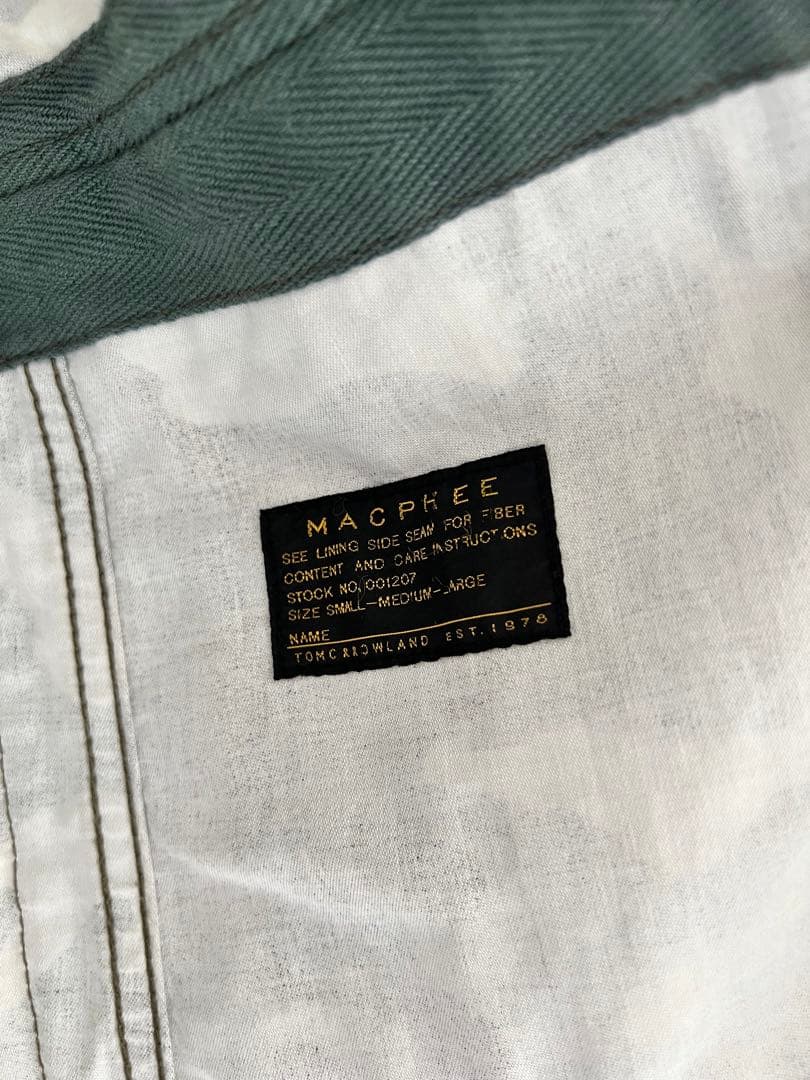 MACPHEE
SEE LINING SIDE SEAM FOR FIBER
CONTENT AND CARE INSTRUCTIONS
STOCK NO, 001207
SIZE SMALL-MEDIUM-LARGE
NAME
TOMORROWLAND EST. 1978